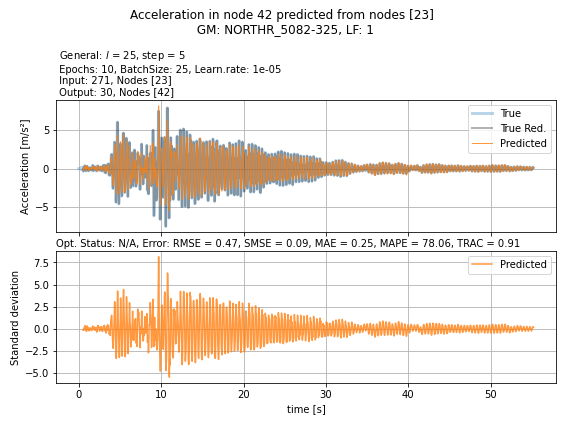 Acceleration in node 42 predicted from nodes [23]
GM: NORTHR_5082-325, LF: 1
General: l = 25, step = 5
Epochs: 10, BatchSize: 25, Learn.rate: 1e-05
Input: 271, Nodes [23]
Output: 30, Nodes [42]
Acceleration [m/s²]
5
0
−5
True
True Red.
Predicted
Opt. Status: N/A, Error: RMSE = 0.47, SMSE = 0.09, MAE = 0.25, MAPE = 78.06, TRAC = 0.91
Standard deviation
7.5
5.0
2.5
0.0
−2.5
−5.0
Predicted
0 10 20 30 40 50
time [s]